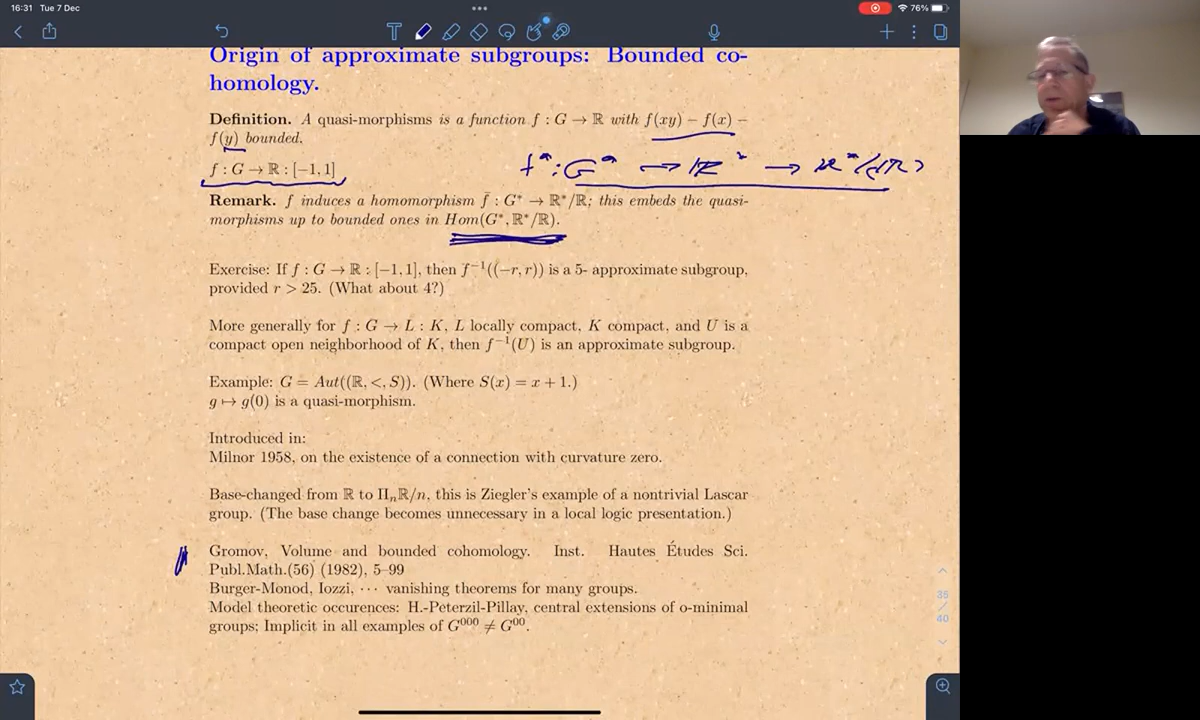 16:31 Tue 7 Dec
76%
Origin of approximate subgroups: Bounded co-
homology.
Definition. A quasi-morphisms is a function f : G → ℝ with f(xy) − f(x) −
f(y) bounded.
f : G → ℝ : [−1, 1]
f* : G* → ℝ* → ℝ*/
Remark. f induces a homomorphism f̄ : G* → ℝ*/ℝ; this embeds the quasi-
morphisms up to bounded ones in Hom(G*, ℝ*/ℝ).
Exercise: If f : G → ℝ : [−1, 1], then f⁻¹((−r, r)) is a 5- approximate subgroup,
provided r > 25. (What about 4?)
More generally for f : G → L : K, L locally compact, K compact, and U is a
compact open neighborhood of K, then f⁻¹(U) is an approximate subgroup.
Example: G = Aut((ℝ, <, S)). (Where S(x) = x + 1.)
g ↦ g(0) is a quasi-morphism.
Introduced in:
Milnor 1958, on the existence of a connection with curvature zero.
Base-changed from ℝ to Πₙℝ/n, this is Ziegler's example of a nontrivial Lascar
group. (The base change becomes unnecessary in a local logic presentation.)
Gromov, Volume and bounded cohomology. Inst. Hautes Études Sci.
Publ.Math.(56) (1982), 5–99
Burger-Monod, Iozzi, ⋯ vanishing theorems for many groups.
Model theoretic occurences: H.-Peterzil-Pillay, central extensions of o-minimal
groups; Implicit in all examples of G⁰⁰⁰ ≠ G⁰⁰.
35
/
40